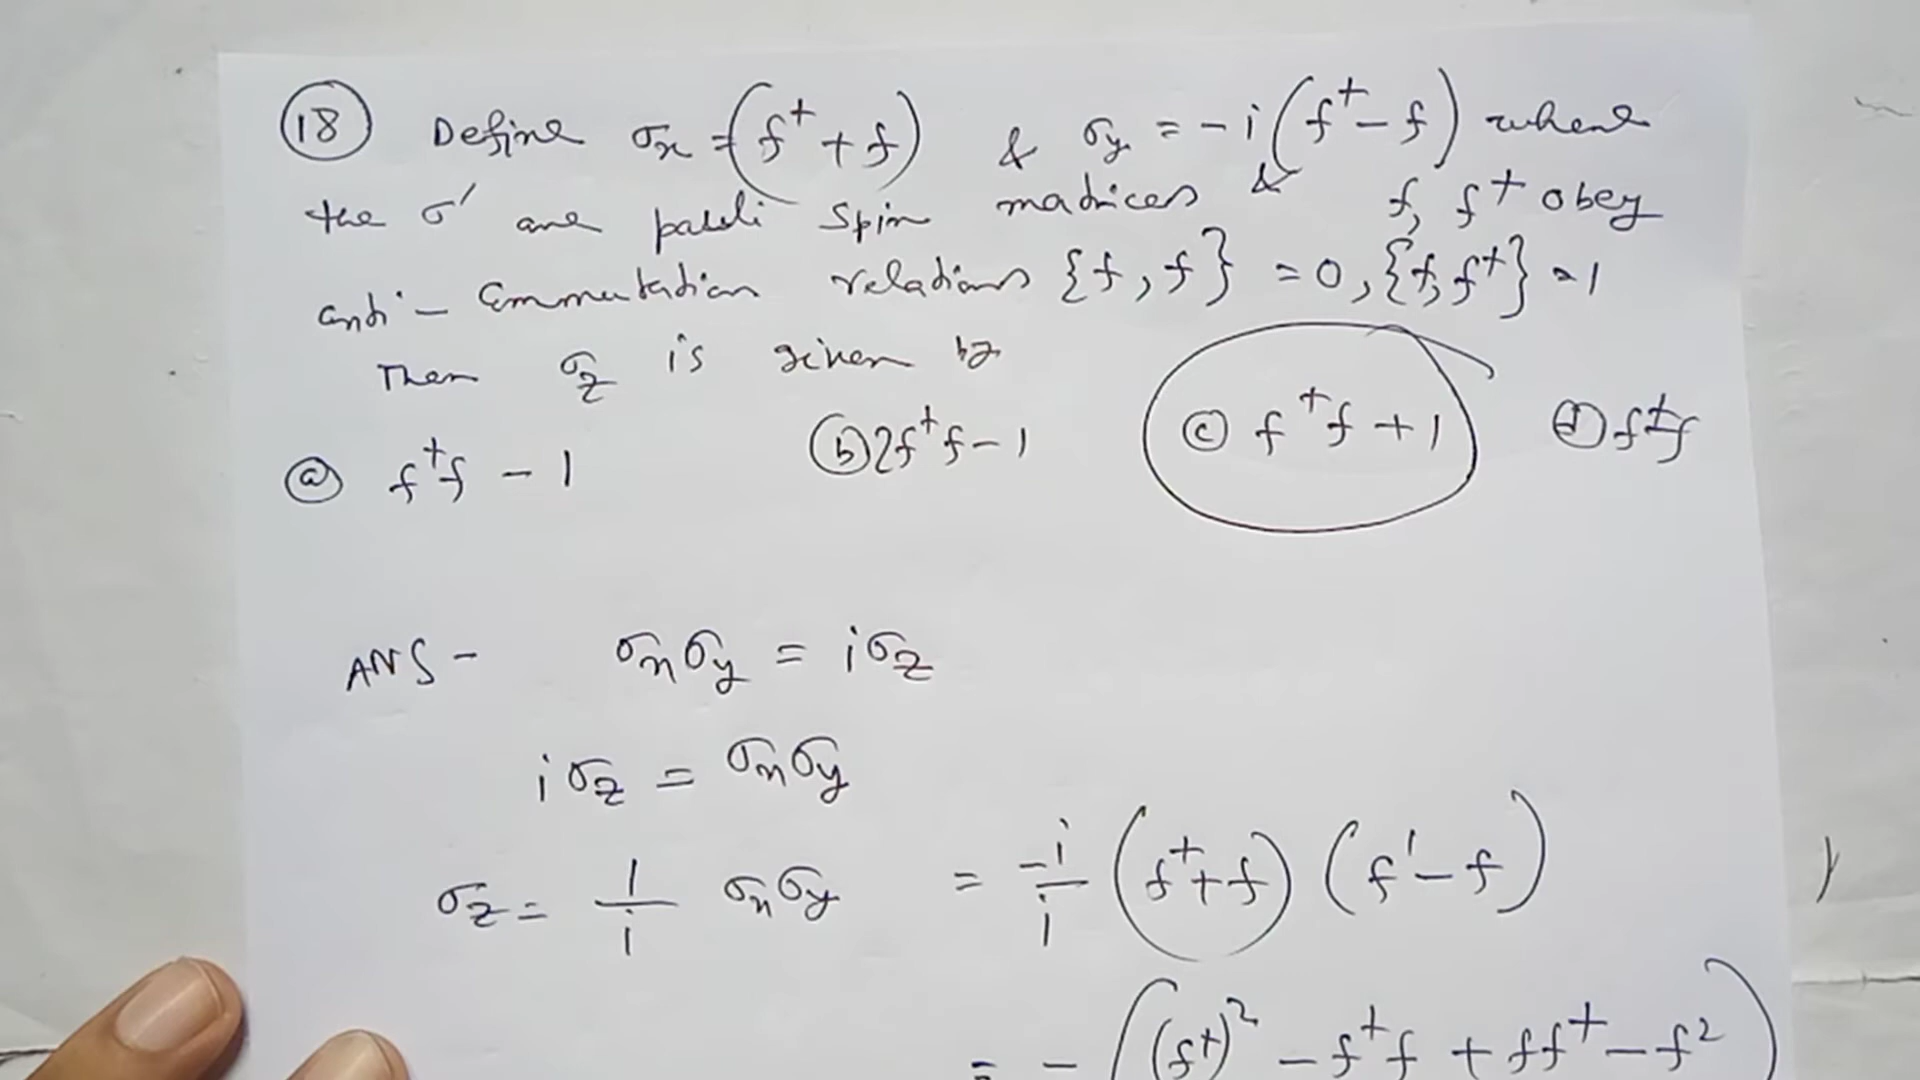 (18) Define σx = (f† + f) & σy = -i (f† - f) where
the σ' are pauli spin matrices & f, f† obey
anti-commutation relations {f, f} = 0, {f, f†} = 1
Then σz is given by
(a) f†f - 1 (b) 2f†f - 1 (c) f†f + 1 (d) f†f
ANS - σxσy = iσz
iσz = σxσy
σz = 1/i σxσy = -i/i (f† + f) (f' - f)
= - ((f†)² - f†f + ff† - f²)